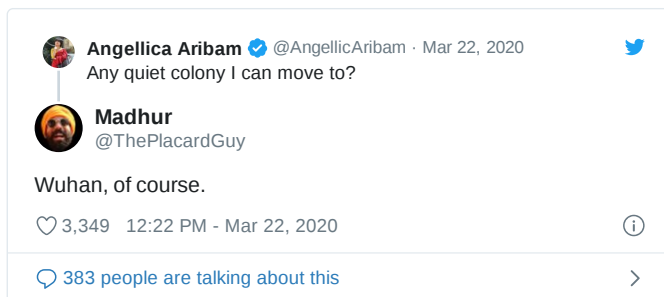 Angellica Aribam @AngellicAribam · Mar 22, 2020
Any quiet colony I can move to?
Madhur
@ThePlacardGuy
Wuhan, of course.
3,349 12:22 PM - Mar 22, 2020
383 people are talking about this